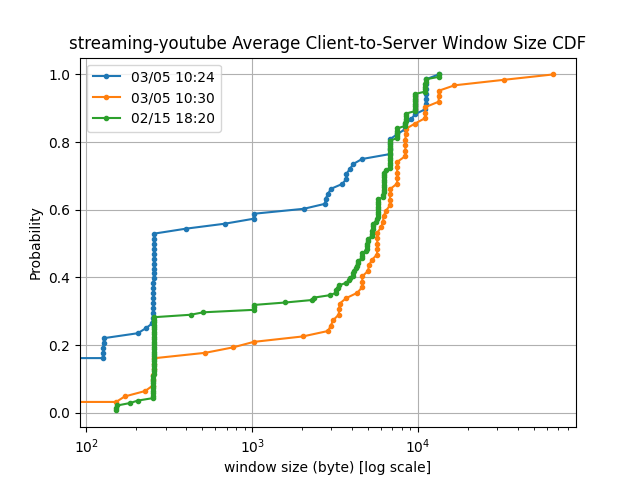 streaming-youtube Average Client-to-Server Window Size CDF
03/05 10:24
03/05 10:30
02/15 18:20
Probability
1.0
0.8
0.6
0.4
0.2
0.0
10² 10³ 10⁴
window size (byte) [log scale]